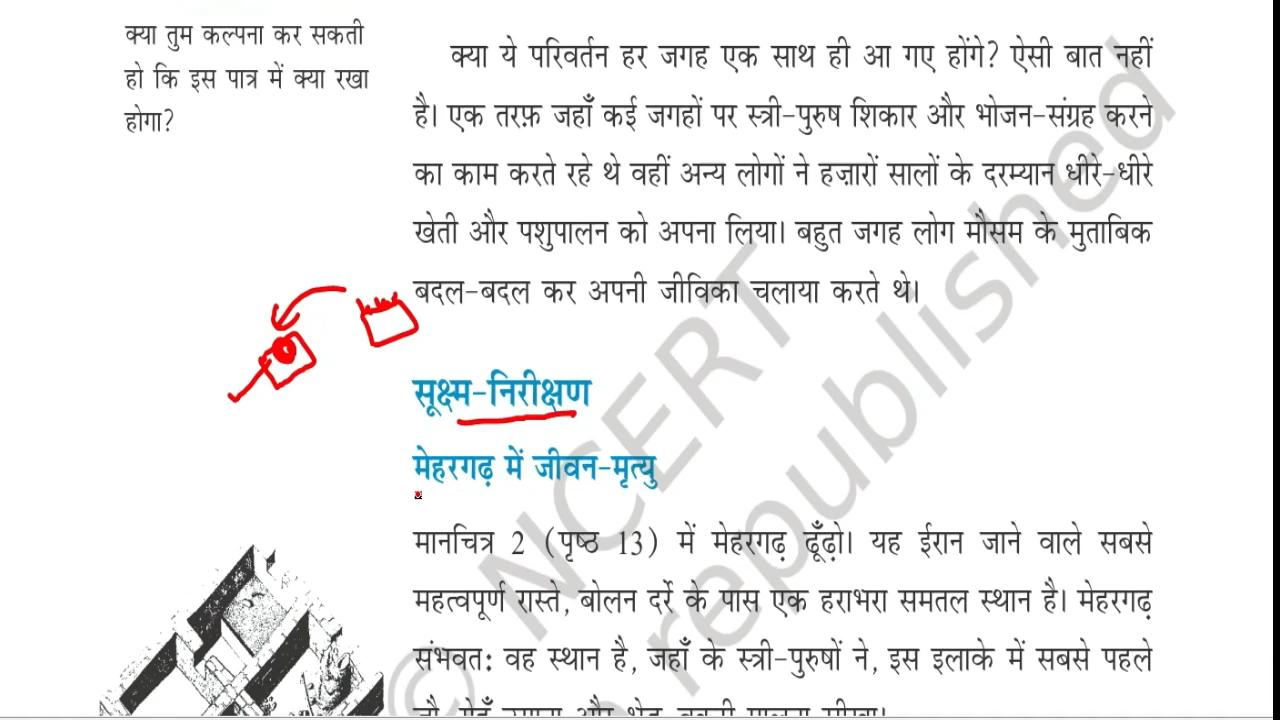 क्या तुम कल्पना कर सकती
हो कि इस पात्र में क्या रखा
होगा?
क्या ये परिवर्तन हर जगह एक साथ ही आ गए होंगे? ऐसी बात नहीं
है। एक तरफ़ जहाँ कई जगहों पर स्त्री-पुरुष शिकार और भोजन-संग्रह करने
का काम करते रहे थे वहीं अन्य लोगों ने हज़ारों सालों के दरम्यान धीरे-धीरे
खेती और पशुपालन को अपना लिया। बहुत जगह लोग मौसम के मुताबिक
बदल-बदल कर अपनी जीविका चलाया करते थे।
सूक्ष्म-निरीक्षण
मेहरगढ़ में जीवन-मृत्यु
मानचित्र 2 (पृष्ठ 13) में मेहरगढ़ ढूँढ़ो। यह ईरान जाने वाले सबसे
महत्वपूर्ण रास्ते, बोलन दर्रे के पास एक हराभरा समतल स्थान है। मेहरगढ़
संभवत: वह स्थान है, जहाँ के स्त्री-पुरुषों ने, इस इलाके में सबसे पहले
© NCERT
republished